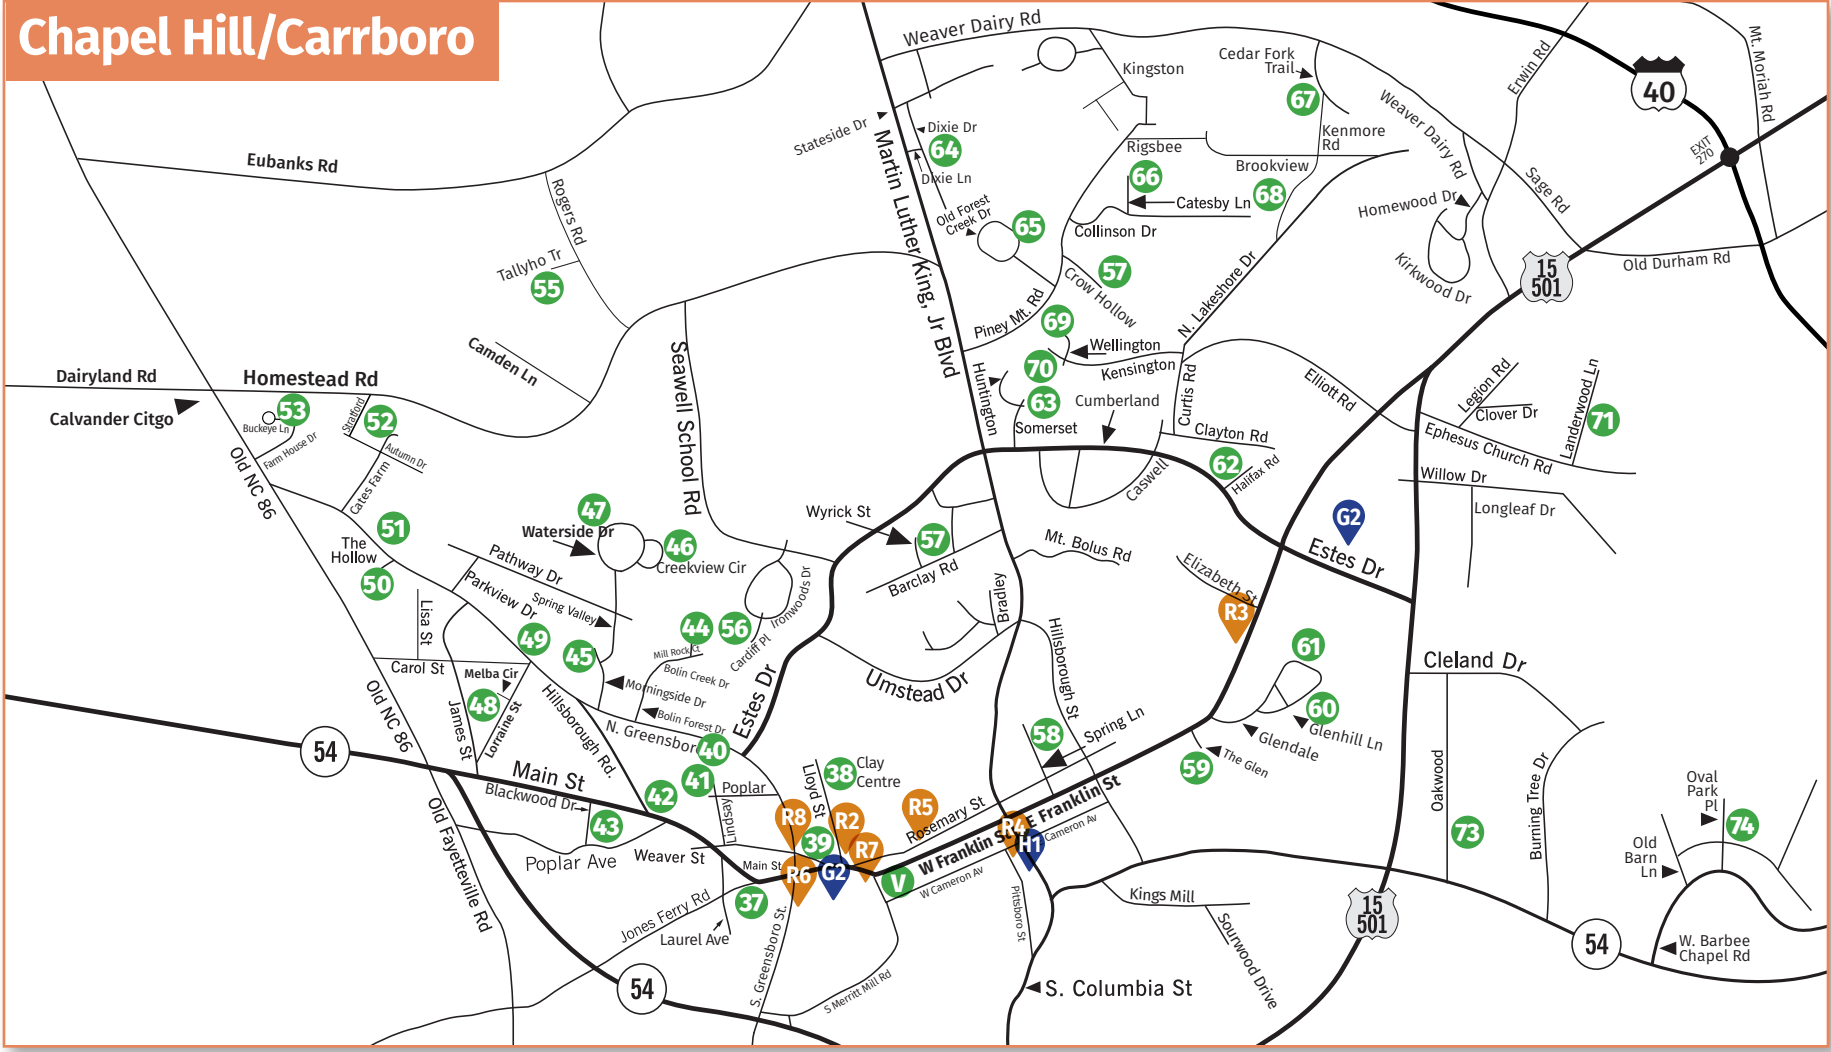 Chapel Hill/Carrboro
Weaver Dairy Rd
Cedar Fork
Trail
67
Kingston
Erwin Rd
40
Mt. Moriah Rd
EXIT
270
Weaver Dairy Rd
Kenmore
Rd
Stateside Dr
Dixie Dr
64
Dixie Ln
Martin Luther King, Jr Blvd
Rigsbee
66
Brookview
68
Catesby Ln
Collinson Dr
Sage Rd
Homewood Dr
Kirkwood Dr
Old Durham Rd
15
501
Eubanks Rd
Rogers Rd
Tallyho Tr
55
Old Forest
Creek Dr
65
57
Crow Hollow
Piney Mt. Rd
N. Lakeshore Dr
69
Wellington
70
Kensington
Huntington
63
Somerset
Cumberland
Curtis Rd
Clayton Rd
62
Halifax Rd
Caswell
Elliott Rd
Legion Rd
Clover Dr
Landerwood Ln
71
Ephesus Church Rd
Willow Dr
Longleaf Dr
Camden Ln
Dairyland Rd
Homestead Rd
Calvander Citgo
53
Buckeye Ln
Farm House Dr
Stratford
52
Autumn Dr
Cates Farm
Seawell School Rd
Old NC 86
51
The
Hollow
50
47
Waterside Dr
46
Creekview Cir
Pathway Dr
Parkview Dr
Spring Valley
Wyrick St
57
Barclay Rd
Mt. Bolus Rd
Bradley
Elizabeth St
R3
G2
Estes Dr
Lisa St
49
45
44
56
Ironwoods Dr
Cardiff Pl
Mill Rock Ct
Bolin Creek Dr
Morningside Dr
Bolin Forest Dr
Carol St
Melba Cir
48
Lorraine St
James St
Hillsborough Rd.
Old NC 86
N. Greensboro
40
Estes Dr
Umstead Dr
Hillsborough St
61
60
Glenhill Ln
Glendale
The Glen
59
Cleland Dr
58
Spring Ln
54
Main St
Blackwood Dr
43
42
41
Poplar
Lindsay
Lloyd St
38
Clay
Centre
R8
39
R2
R7
R5
Rosemary St
R4
H1
E Franklin St
Cameron Av
W Franklin St
W Cameron Av
V
G2
R6
Main St
Weaver St
Poplar Ave
37
Jones Ferry Rd
Laurel Ave
Old Fayetteville Rd
54
S. Greensboro St.
S Merritt Mill Rd
Pittsboro St
S. Columbia St
Kings Mill
Sourwood Drive
15
501
Oakwood
73
Burning Tree Dr
Oval
Park
Pl
74
Old
Barn
Ln
54
W. Barbee
Chapel Rd